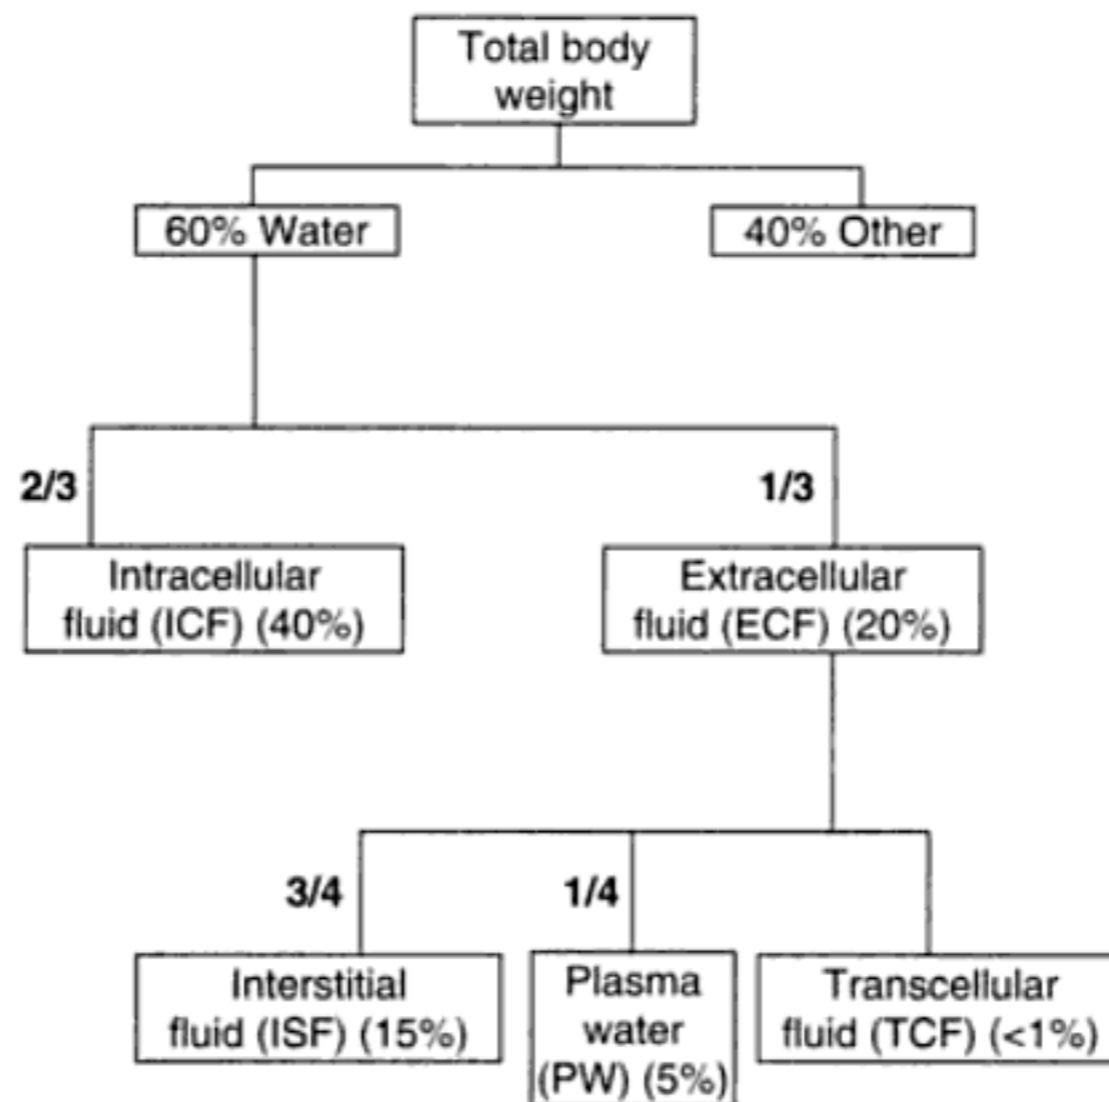 Total body
weight
60% Water
40% Other
2/3
1/3
Intracellular
fluid (ICF) (40%)
Extracellular
fluid (ECF) (20%)
3/4
1/4
Interstitial
fluid (ISF) (15%)
Plasma
water
(PW) (5%)
Transcellular
fluid (TCF) (<1%)